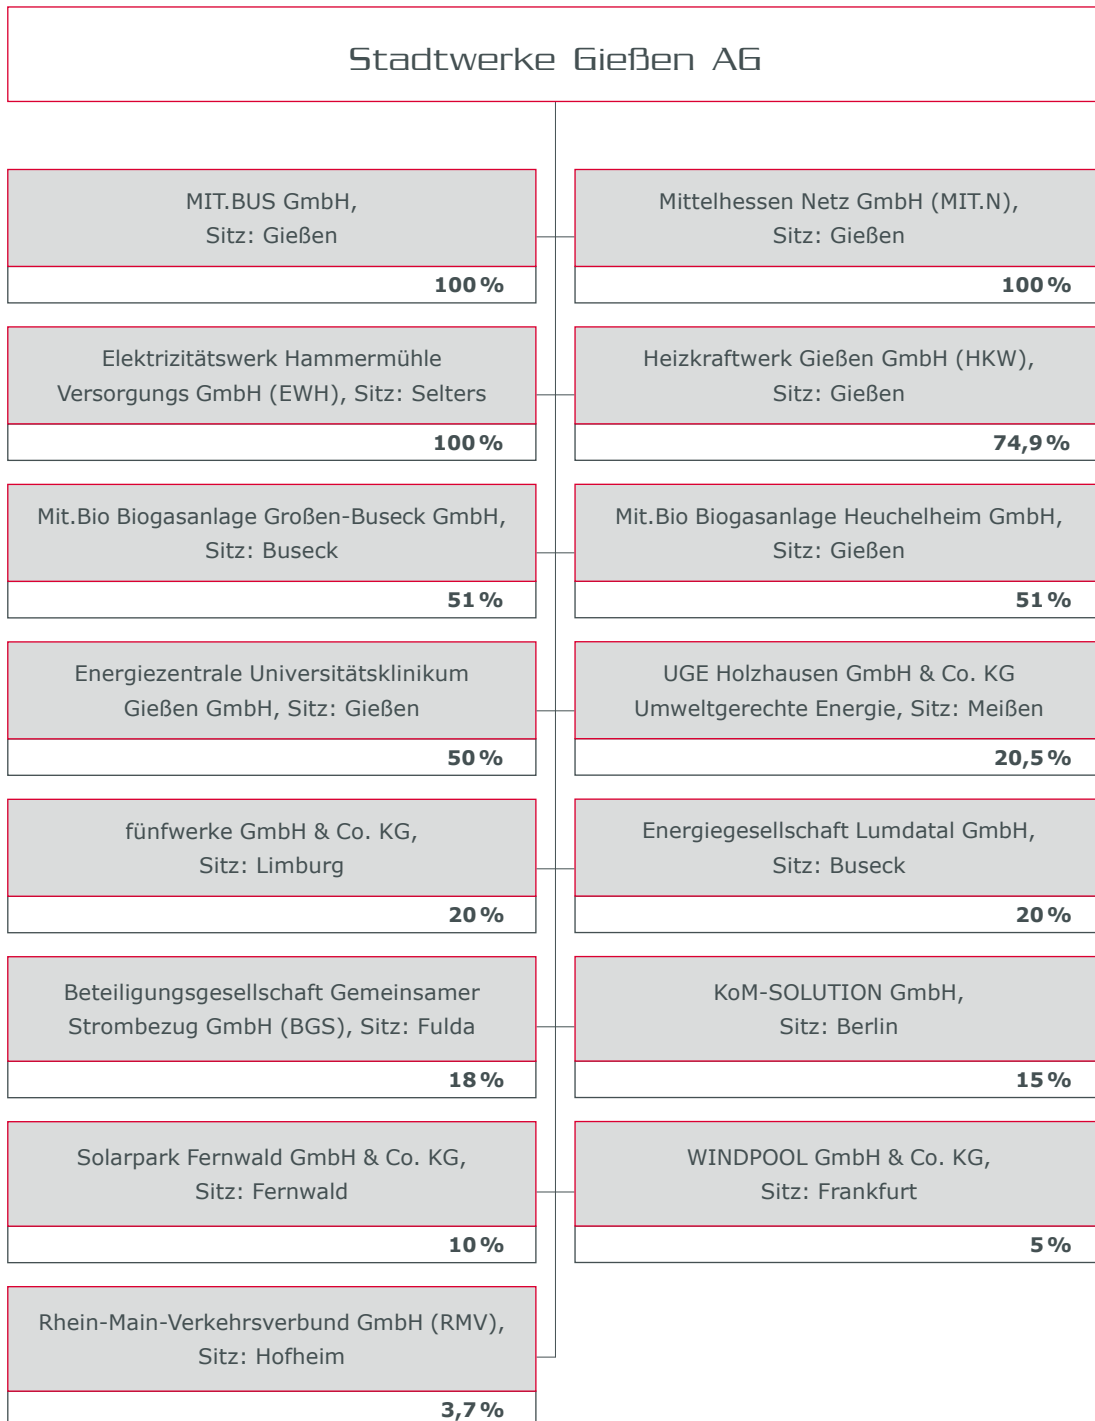 Stadtwerke Gießen AG
MIT.BUS GmbH,
Sitz: Gießen
100 %
Mittelhessen Netz GmbH (MIT.N),
Sitz: Gießen
100 %
Elektrizitätswerk Hammermühle
Versorgungs GmbH (EWH), Sitz: Selters
100 %
Heizkraftwerk Gießen GmbH (HKW),
Sitz: Gießen
74,9 %
Mit.Bio Biogasanlage Großen-Buseck GmbH,
Sitz: Buseck
51 %
Mit.Bio Biogasanlage Heuchelheim GmbH,
Sitz: Gießen
51 %
Energiezentrale Universitätsklinikum
Gießen GmbH, Sitz: Gießen
50 %
UGE Holzhausen GmbH & Co. KG
Umweltgerechte Energie, Sitz: Meißen
20,5 %
fünfwerke GmbH & Co. KG,
Sitz: Limburg
20 %
Energiegesellschaft Lumdatal GmbH,
Sitz: Buseck
20 %
Beteiligungsgesellschaft Gemeinsamer
Strombezug GmbH (BGS), Sitz: Fulda
18 %
KoM-SOLUTION GmbH,
Sitz: Berlin
15 %
Solarpark Fernwald GmbH & Co. KG,
Sitz: Fernwald
10 %
WINDPOOL GmbH & Co. KG,
Sitz: Frankfurt
5 %
Rhein-Main-Verkehrsverbund GmbH (RMV),
Sitz: Hofheim
3,7 %